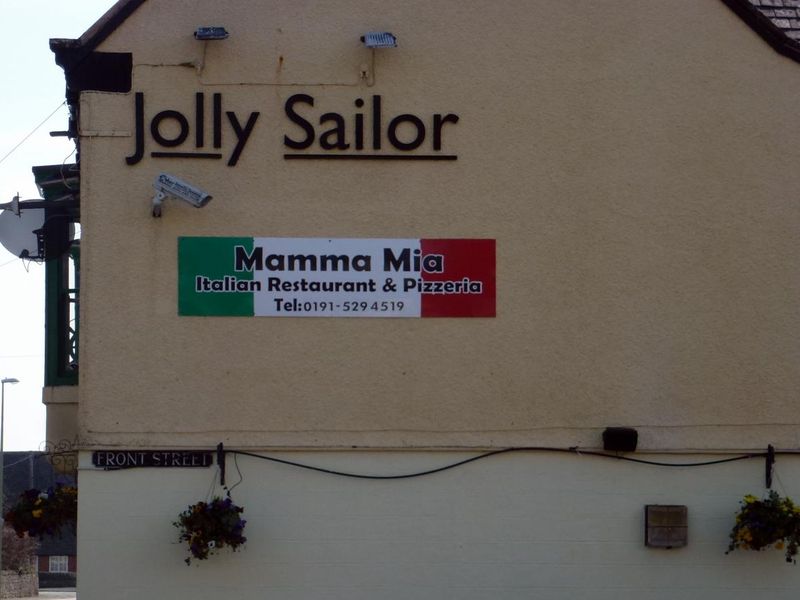 Jolly Sailor
Mamma Mia
Italian Restaurant & Pizzeria
Tel:0191-5294519
FRONT STREET